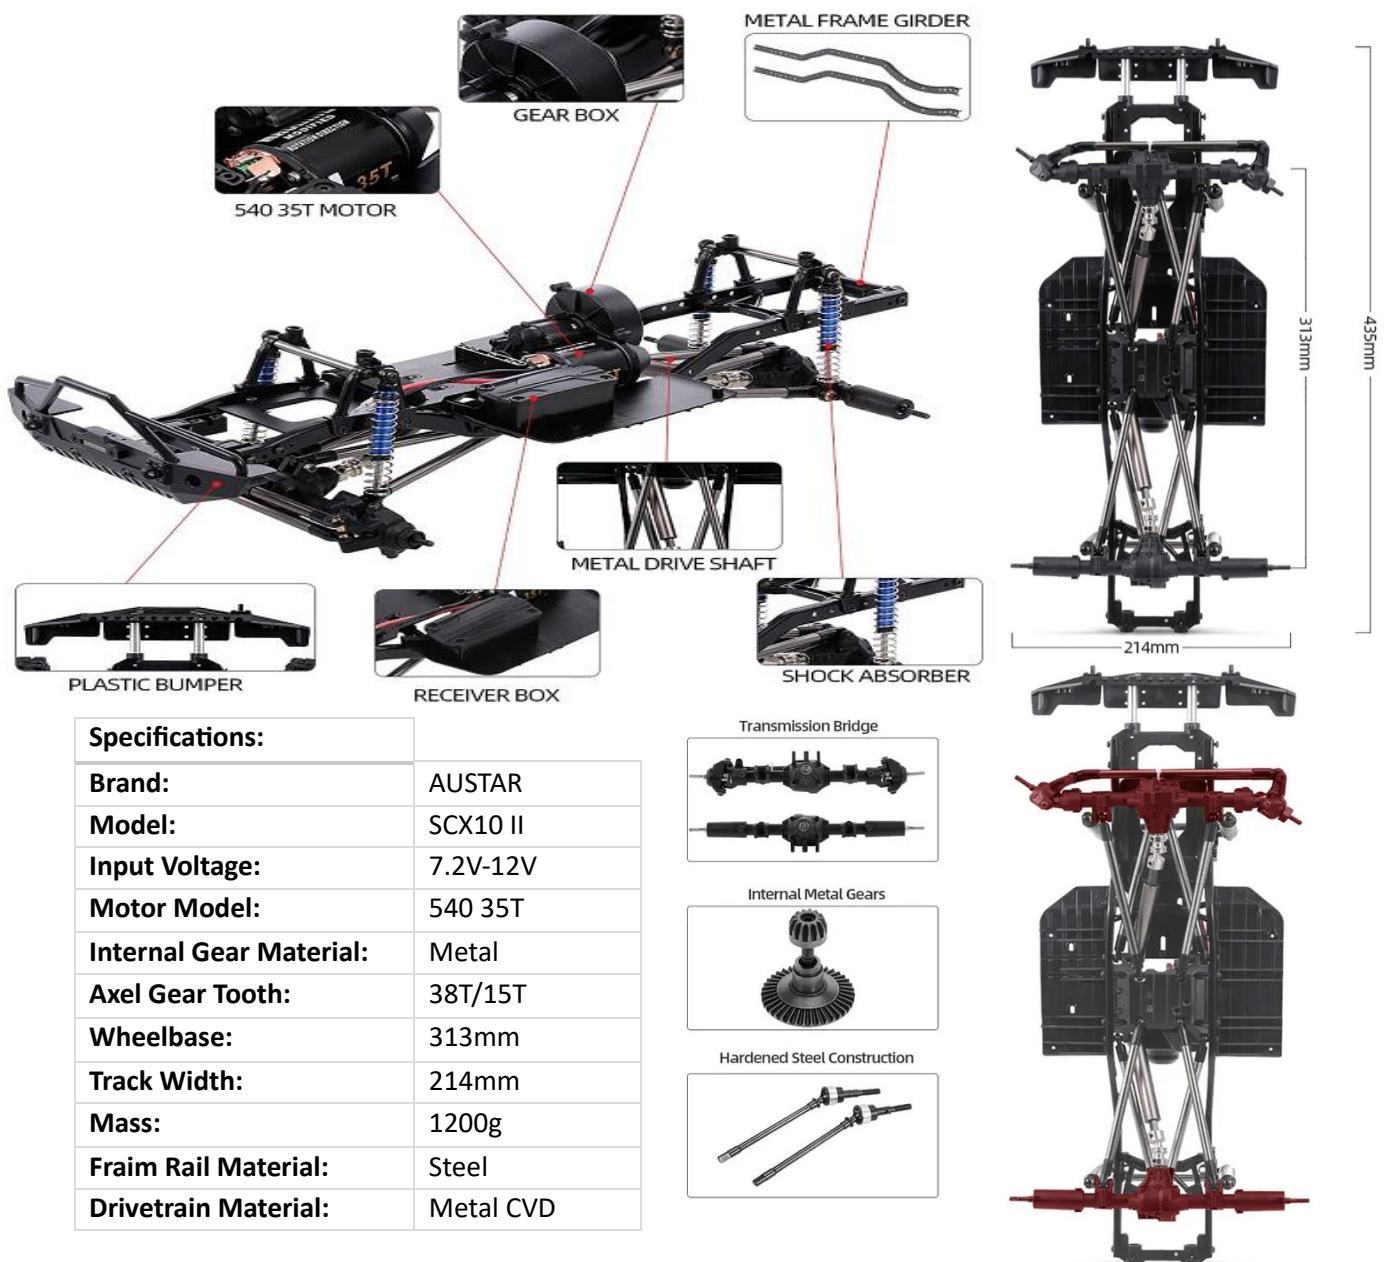 METAL FRAME GIRDER
GEAR BOX
MODIFIED
ROTATION DIRECTION
35T
540 35T MOTOR
313mm
435mm
METAL DRIVE SHAFT
214mm
PLASTIC BUMPER
RECEIVER BOX
SHOCK ABSORBER
Specifications:
Brand: AUSTAR
Model: SCX10 II
Input Voltage: 7.2V-12V
Motor Model: 540 35T
Internal Gear Material: Metal
Axel Gear Tooth: 38T/15T
Wheelbase: 313mm
Track Width: 214mm
Mass: 1200g
Fraim Rail Material: Steel
Drivetrain Material: Metal CVD
Transmission Bridge
Internal Metal Gears
Hardened Steel Construction